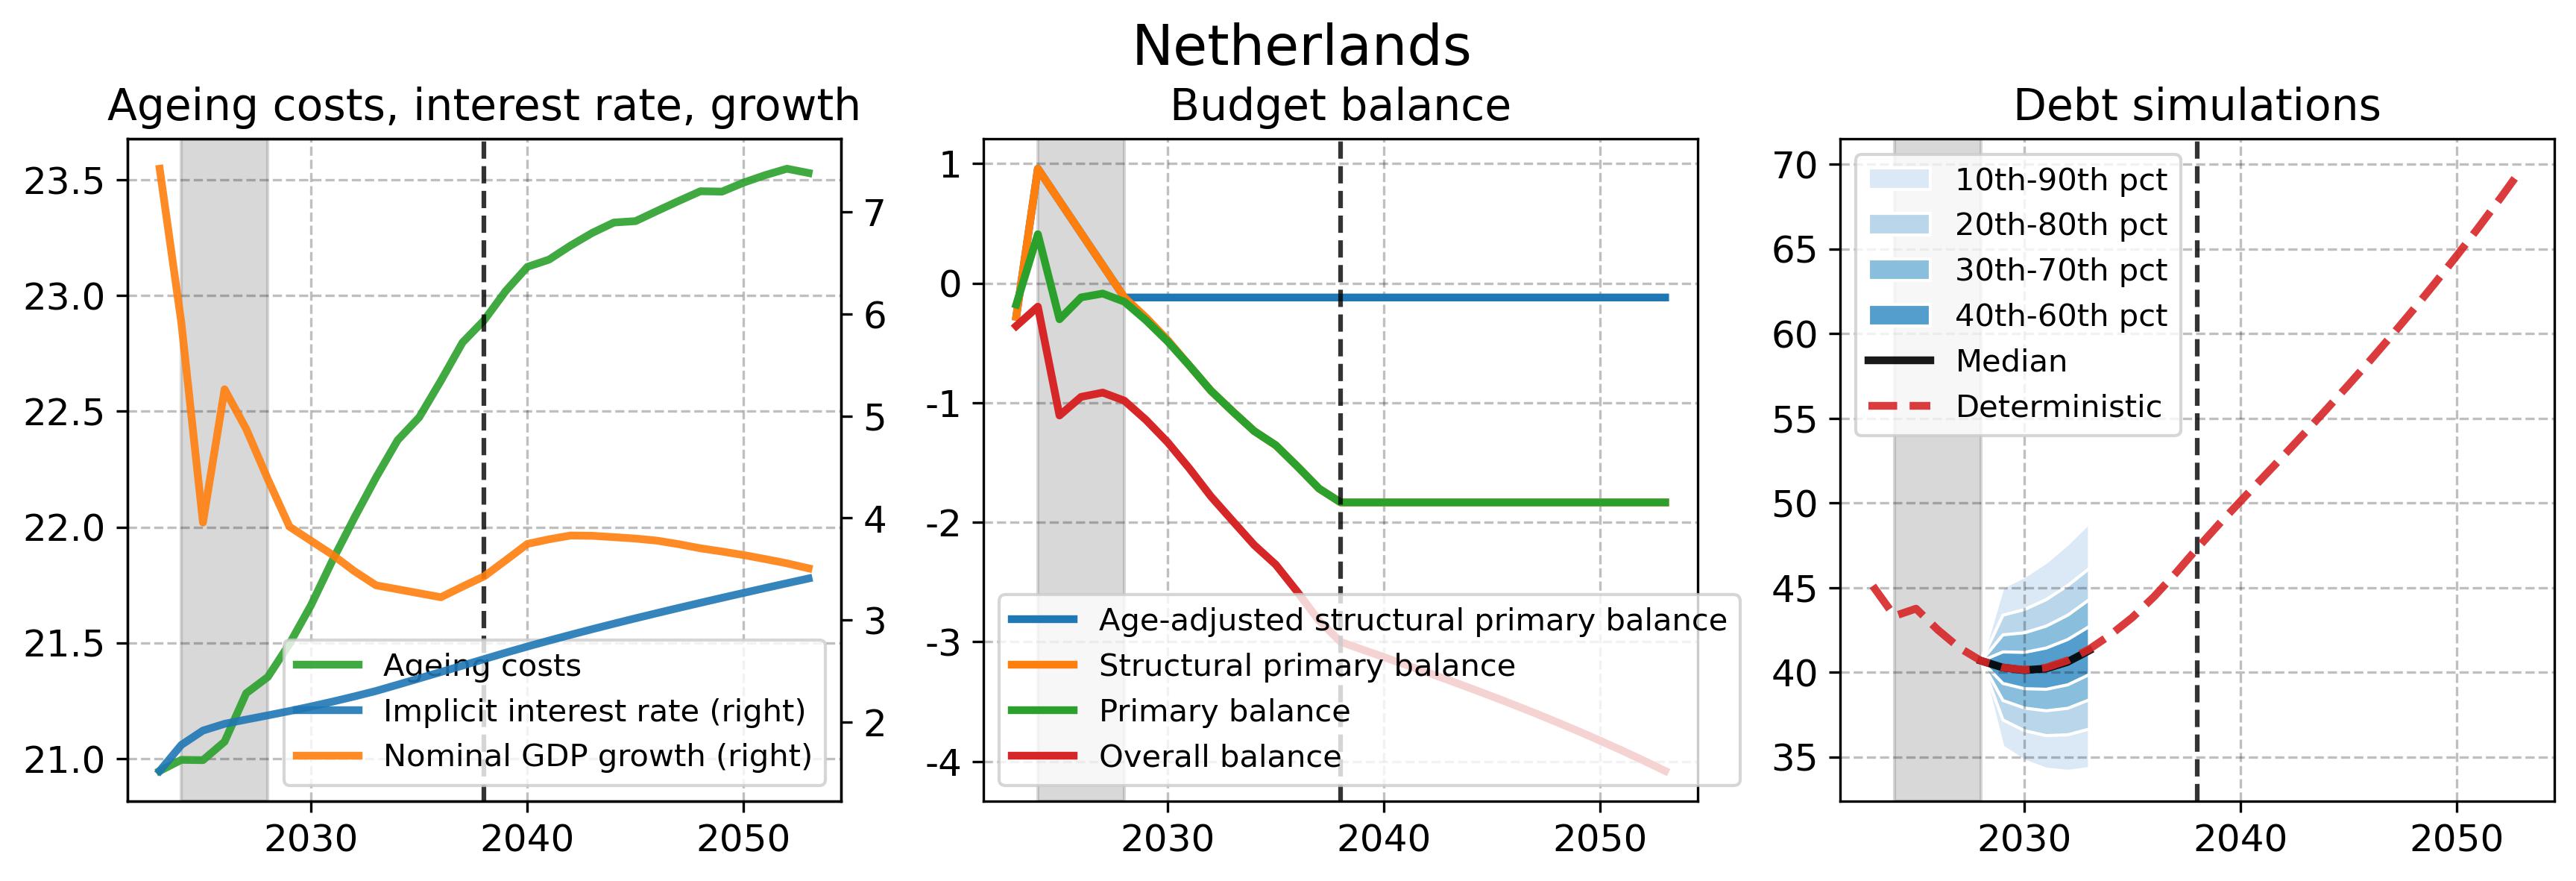 Netherlands
Ageing costs, interest rate, growth
23.5
23.0
22.5
22.0
21.5
21.0
7
6
5
4
3
2
Ageing costs
Implicit interest rate (right)
Nominal GDP growth (right)
2030 2040 2050
Budget balance
1
0
-1
-2
-3
-4
Age-adjusted structural primary balance
Structural primary balance
Primary balance
Overall balance
2030 2040 2050
Debt simulations
70
65
60
55
50
45
40
35
10th-90th pct
20th-80th pct
30th-70th pct
40th-60th pct
Median
Deterministic
2030 2040 2050